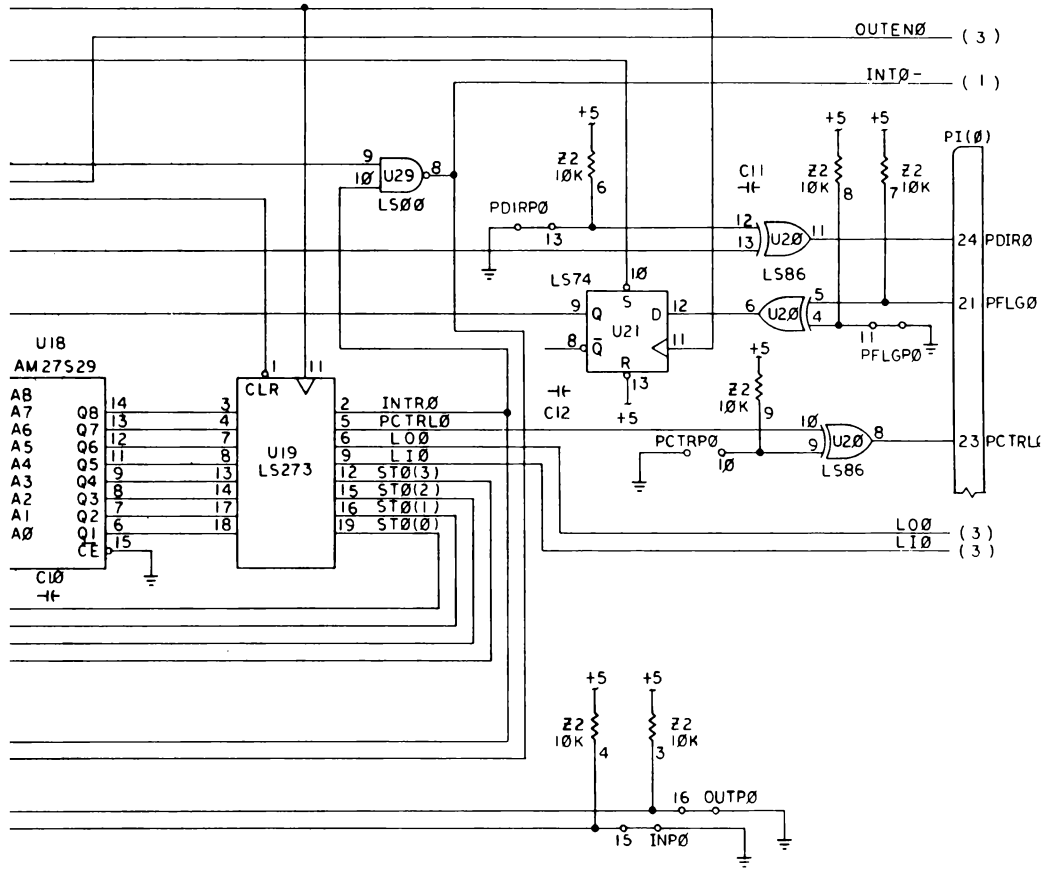 OUTENØ ( 3 )
INTØ- ( 1 )
+5 +5 +5
PI(Ø)
9
1Ø U29 8
LSØØ
Z2
1ØK
6
C11
Z2
1ØK
8
Z2
1ØK
7
PDIRPØ
13
12
13 U2Ø 11
LS86
24 PDIRØ
LS74
1Ø
S
9 Q D 12
U21
8 Q̅ 11
R
13
+5
C12
6 U2Ø 5
4
21 PFLGØ
11
PFLGPØ
+5
Z2
1ØK
9
PCTRPØ
1Ø
1Ø
9 U2Ø 8
LS86
23 PCTRL
U18
AM27S29
A8
A7 Q8 14
A6 Q7 13
A5 Q6 12
A4 Q5 11
A3 Q4 9
A2 Q3 8
A1 Q2 7
AØ Q1 6
C̅E̅ 15
C1Ø
1 11
CLR
U19
LS273
3 2 INTRØ
4 5 PCTRLØ
7 6 LOØ
8 9 LIØ
13 12 STØ(3)
14 15 STØ(2)
17 16 STØ(1)
18 19 STØ(Ø)
LOØ ( 3 )
LIØ ( 3 )
+5 +5
Z2
1ØK
4
Z2
1ØK
3
16 OUTPØ
15 INPØ